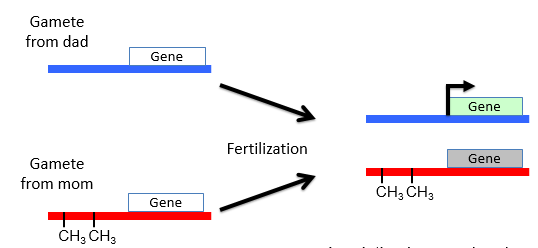 Gamete
from dad
Gene
Gene
Fertilization
Gamete
from mom
Gene
CH3 CH3
Gene
CH3 CH3